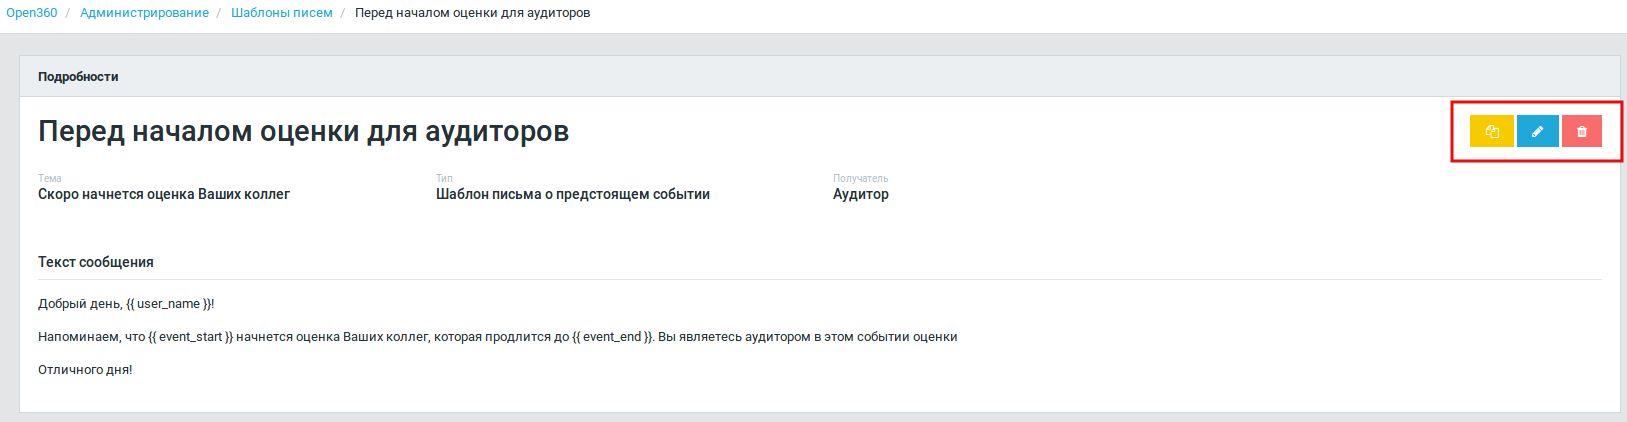 Open360 / Администрирование / Шаблоны писем / Перед началом оценки для аудиторов
Подробности
Перед началом оценки для аудиторов
Тема Тип Получатель
Скоро начнется оценка Ваших коллег Шаблон письма о предстоящем событии Аудитор
Текст сообщения
Добрый день, {{ user_name }}!
Напоминаем, что {{ event_start }} начнется оценка Ваших коллег, которая продлится до {{ event_end }}. Вы являетесь аудитором в этом событии оценки
Отличного дня!